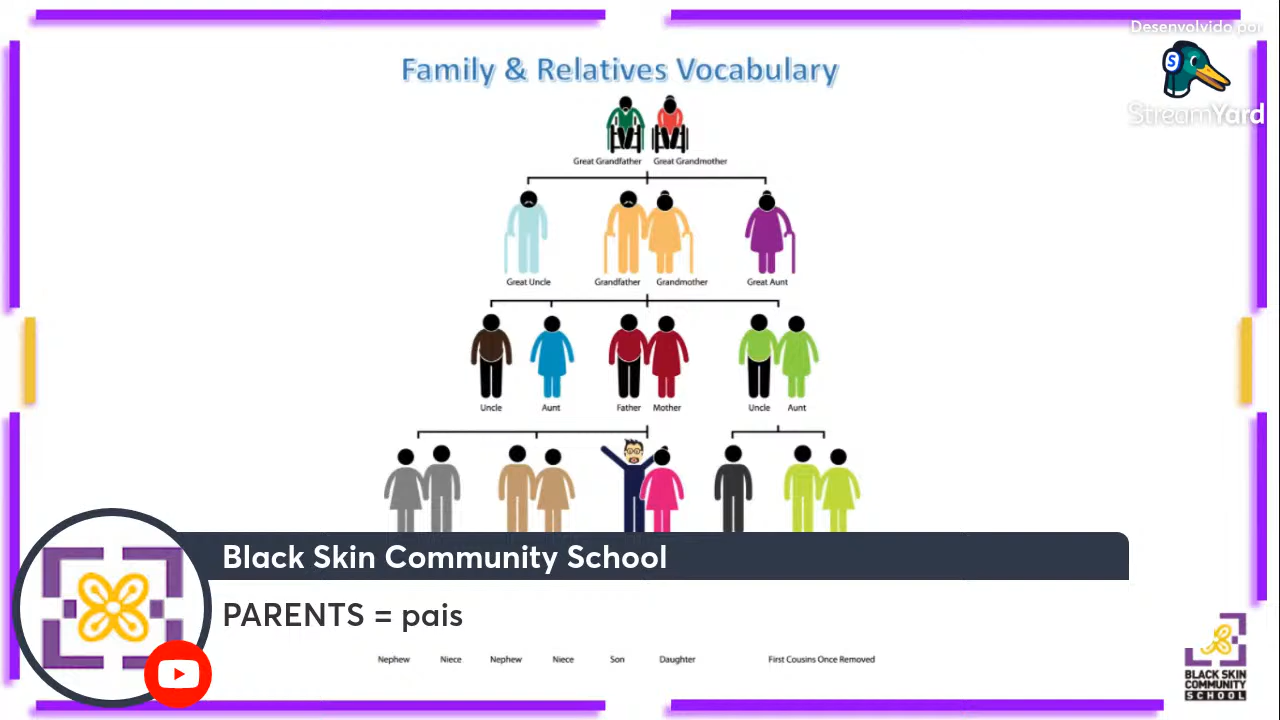 Desenvolvido por
StreamYard
Family & Relatives Vocabulary
Great Grandfather Great Grandmother
Great Uncle Grandfather Grandmother Great Aunt
Uncle Aunt Father Mother Uncle Aunt
Black Skin Community School
PARENTS = pais
Nephew Niece Nephew Niece Son Daughter First Cousins Once Removed
BLACK SKIN
COMMUNITY
SCHOOL